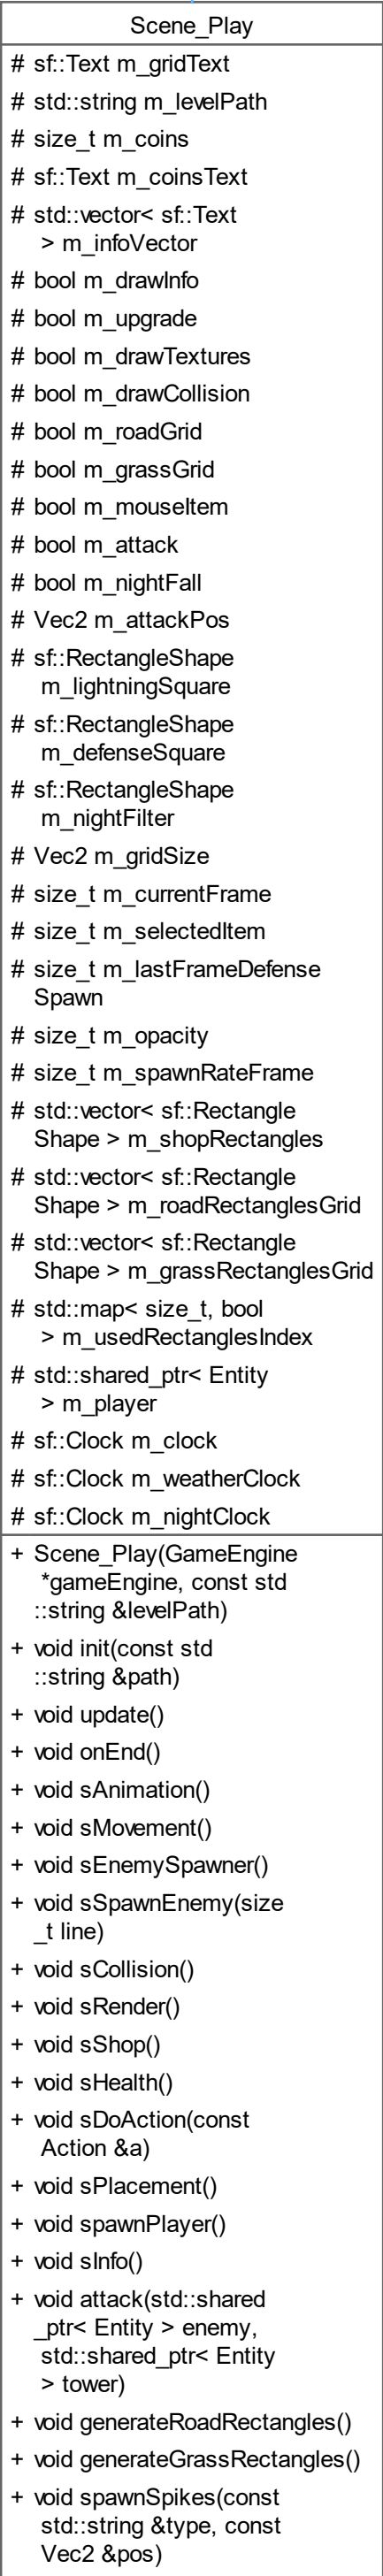 Scene_Play
# sf::Text m_gridText
# std::string m_levelPath
# size_t m_coins
# sf::Text m_coinsText
# std::vector< sf::Text
> m_infoVector
# bool m_drawInfo
# bool m_upgrade
# bool m_drawTextures
# bool m_drawCollision
# bool m_roadGrid
# bool m_grassGrid
# bool m_mouseItem
# bool m_attack
# bool m_nightFall
# Vec2 m_attackPos
# sf::RectangleShape
m_lightningSquare
# sf::RectangleShape
m_defenseSquare
# sf::RectangleShape
m_nightFilter
# Vec2 m_gridSize
# size_t m_currentFrame
# size_t m_selectedItem
# size_t m_lastFrameDefense
Spawn
# size_t m_opacity
# size_t m_spawnRateFrame
# std::vector< sf::Rectangle
Shape > m_shopRectangles
# std::vector< sf::Rectangle
Shape > m_roadRectanglesGrid
# std::vector< sf::Rectangle
Shape > m_grassRectanglesGrid
# std::map< size_t, bool
> m_usedRectanglesIndex
# std::shared_ptr< Entity
> m_player
# sf::Clock m_clock
# sf::Clock m_weatherClock
# sf::Clock m_nightClock
+ Scene_Play(GameEngine
*gameEngine, const std
::string &levelPath)
+ void init(const std
::string &path)
+ void update()
+ void onEnd()
+ void sAnimation()
+ void sMovement()
+ void sEnemySpawner()
+ void sSpawnEnemy(size
_t line)
+ void sCollision()
+ void sRender()
+ void sShop()
+ void sHealth()
+ void sDoAction(const
Action &a)
+ void sPlacement()
+ void spawnPlayer()
+ void sInfo()
+ void attack(std::shared
_ptr< Entity > enemy,
std::shared_ptr< Entity
> tower)
+ void generateRoadRectangles()
+ void generateGrassRectangles()
+ void spawnSpikes(const
std::string &type, const
Vec2 &pos)